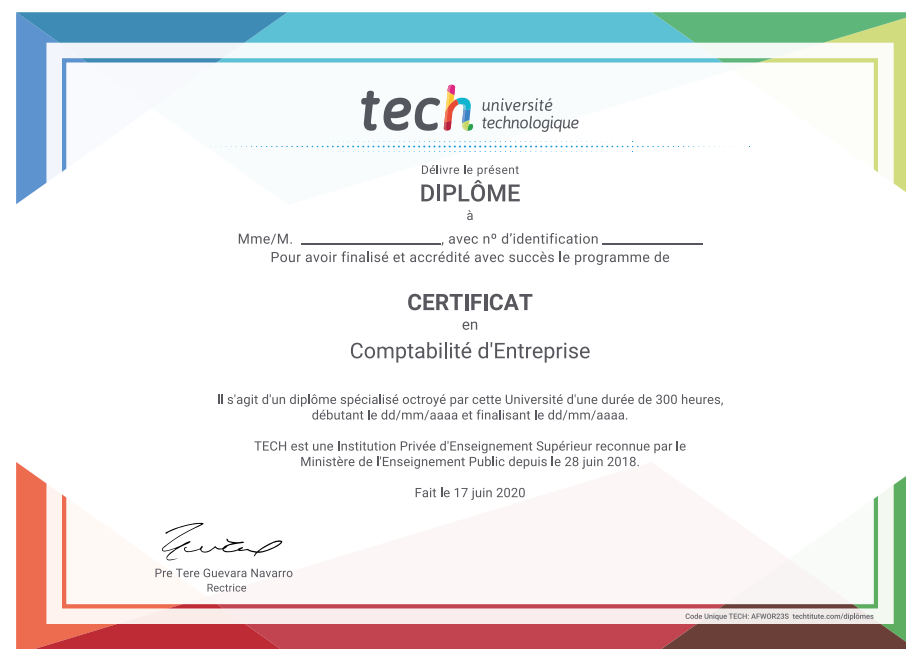 tech université
technologique
Délivre le présent
DIPLÔME
à
Mme/M. ____________________, avec nº d'identification ______________
Pour avoir finalisé et accrédité avec succès le programme de
CERTIFICAT
en
Comptabilité d'Entreprise
Il s'agit d'un diplôme spécialisé octroyé par cette Université d'une durée de 300 heures,
débutant le dd/mm/aaaa et finalisant le dd/mm/aaaa.
TECH est une Institution Privée d'Enseignement Supérieur reconnue par le
Ministère de l'Enseignement Public depuis le 28 juin 2018.
Fait le 17 juin 2020
Pre Tere Guevara Navarro
Rectrice
Code Unique TECH: AFWOR23S techtitute.com/diplômes